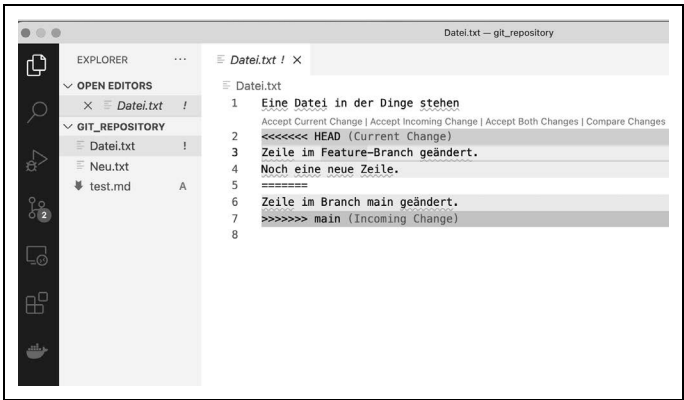 Datei.txt — git_repository
EXPLORER ...
OPEN EDITORS
Datei.txt !
GIT_REPOSITORY
Datei.txt !
Neu.txt
test.md A
2
Datei.txt !
Datei.txt
1 Eine Datei in der Dinge stehen
Accept Current Change | Accept Incoming Change | Accept Both Changes | Compare Changes
2 <<<<<<< HEAD (Current Change)
3 Zeile im Feature-Branch geändert.
4 Noch eine neue Zeile.
5 =======
6 Zeile im Branch main geändert.
7 >>>>>>> main (Incoming Change)
8